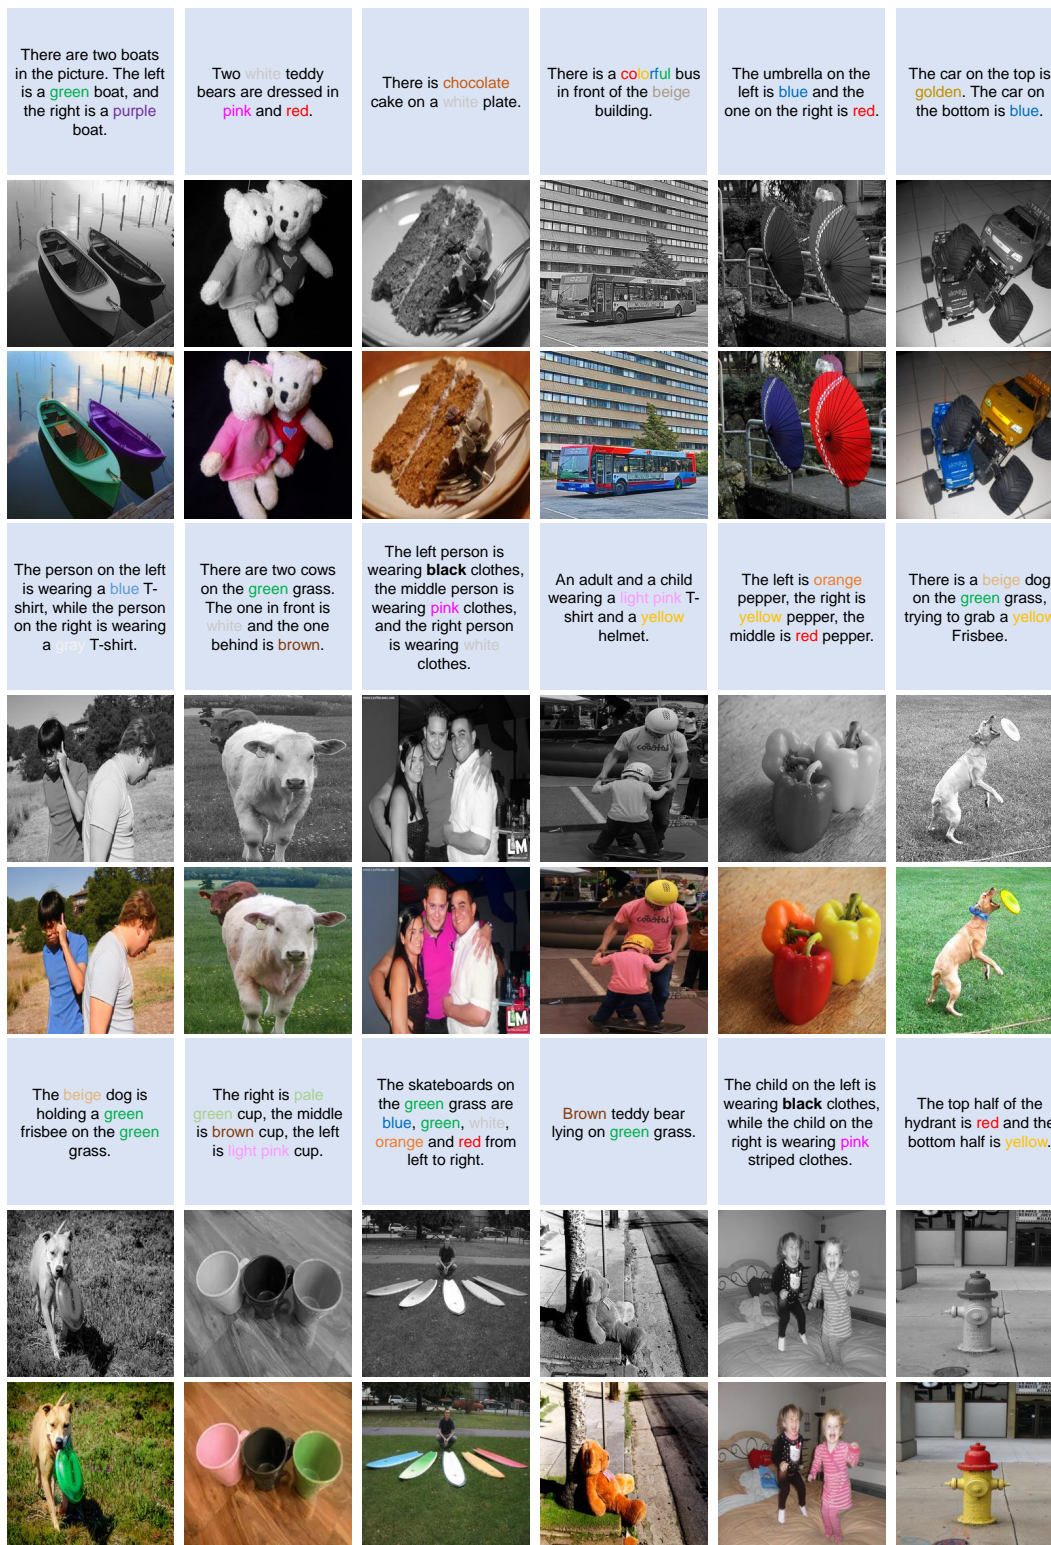 There are two boats
in the picture. The left
is a green boat, and
the right is a purple
boat.
Two white teddy
bears are dressed in
pink and red.
There is chocolate
cake on a white plate.
There is a colorful bus
in front of the beige
building.
The umbrella on the
left is blue and the
one on the right is red.
The car on the top is
golden. The car on
the bottom is blue.
The person on the left
is wearing a blue T-
shirt, while the person
on the right is wearing
a gray T-shirt.
There are two cows
on the green grass.
The one in front is
white and the one
behind is brown.
The left person is
wearing black clothes,
the middle person is
wearing pink clothes,
and the right person
is wearing white
clothes.
An adult and a child
wearing a light pink T-
shirt and a yellow
helmet.
The left is orange
pepper, the right is
yellow pepper, the
middle is red pepper.
There is a beige dog
on the green grass,
trying to grab a yellow
Frisbee.
coastal
LM
coastal
LM
The beige dog is
holding a green
frisbee on the green
grass.
The right is pale
green cup, the middle
is brown cup, the left
is light pink cup.
The skateboards on
the green grass are
blue, green, white,
orange and red from
left to right.
Brown teddy bear
lying on green grass.
The child on the left is
wearing black clothes,
while the child on the
right is wearing pink
striped clothes.
The top half of the
hydrant is red and the
bottom half is yellow.